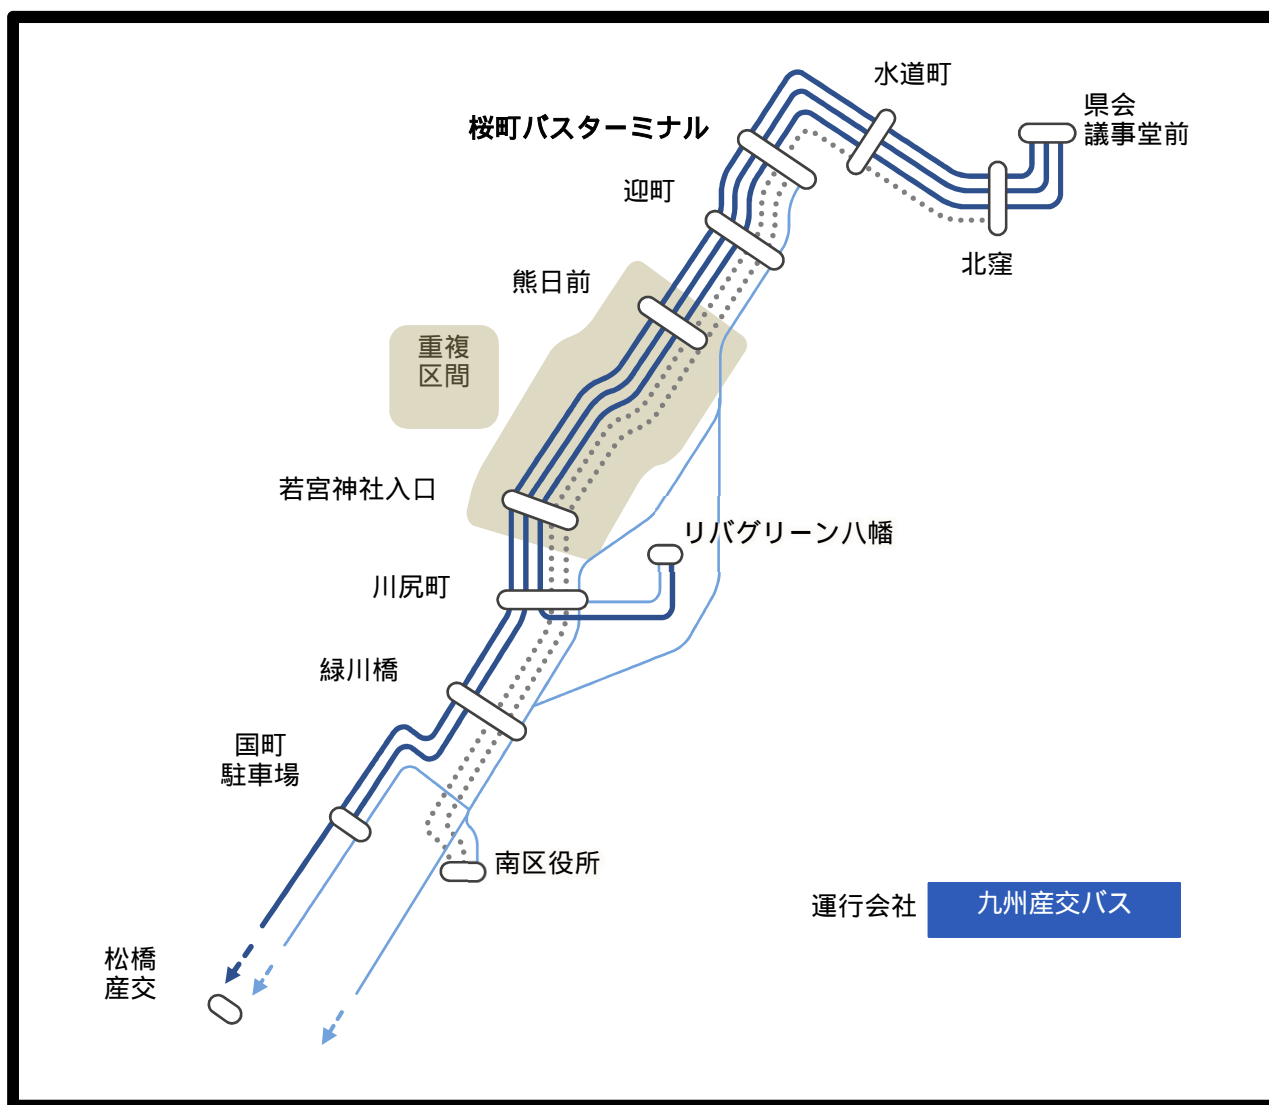 水道町
県会
議事堂前
桜町バスターミナル
迎町
北窪
熊日前
重複
区間
若宮神社入口
リバグリーン八幡
川尻町
緑川橋
国町
駐車場
南区役所
運行会社
九州産交バス
松橋
産交